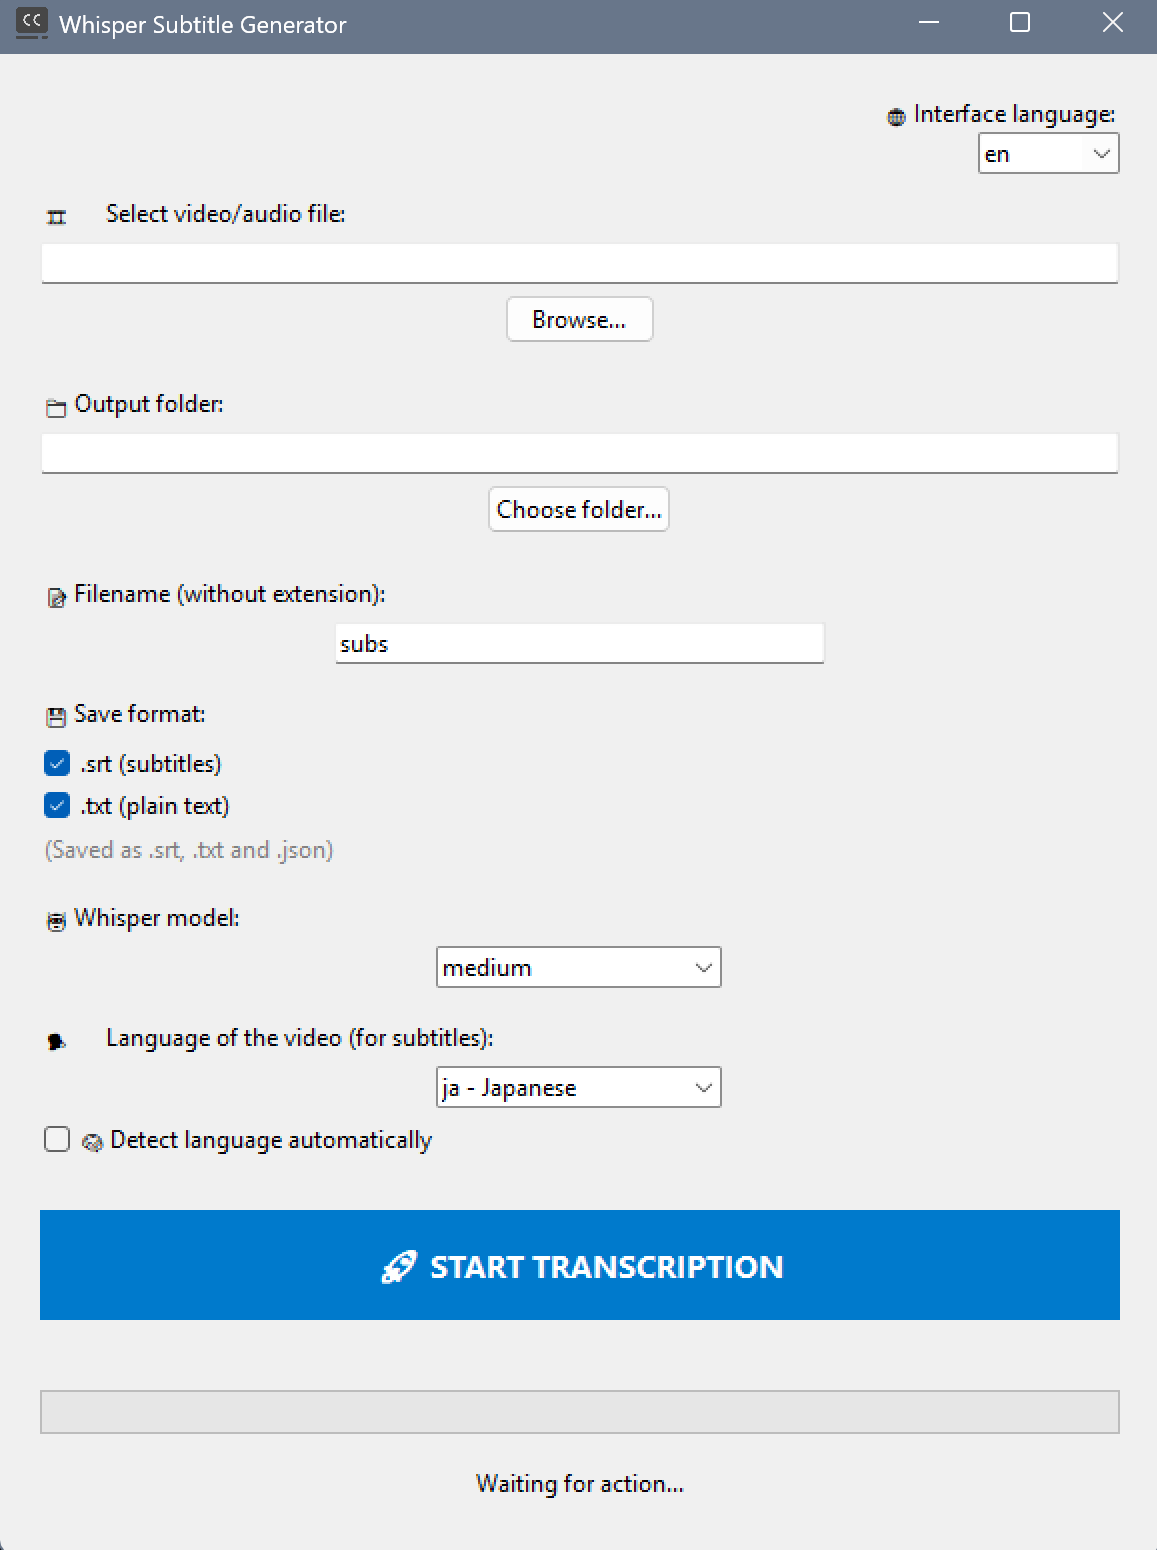 CC Whisper Subtitle Generator
Interface language:
en
Select video/audio file:
Browse...
Output folder:
Choose folder...
Filename (without extension):
subs
Save format:
.srt (subtitles)
.txt (plain text)
(Saved as .srt, .txt and .json)
Whisper model:
medium
Language of the video (for subtitles):
ja - Japanese
Detect language automatically
START TRANSCRIPTION
Waiting for action...